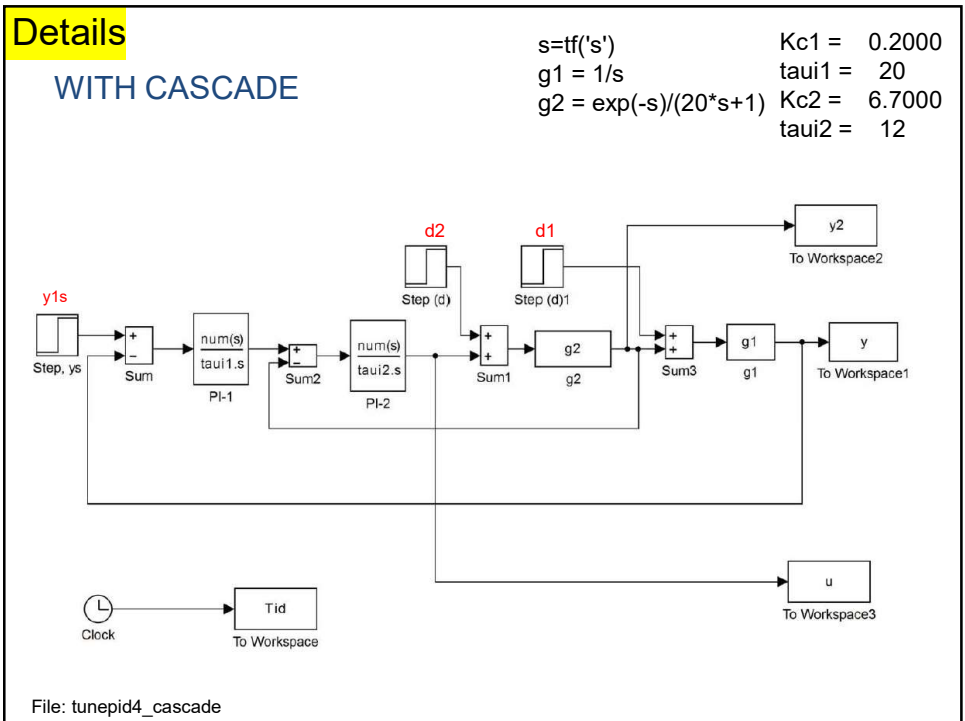 Details
WITH CASCADE
s=tf('s')
g1 = 1/s
g2 = exp(-s)/(20*s+1)
Kc1 = 0.2000
taui1 = 20
Kc2 = 6.7000
taui2 = 12
y2
To Workspace2
d2
d1
Step (d)
Step (d)1
y1s
Step, ys
+
−
Sum
num(s)
taui1.s
PI-1
+
−
Sum2
num(s)
taui2.s
PI-2
+
+
Sum1
g2
g2
+
+
Sum3
g1
g1
y
To Workspace1
u
To Workspace3
Clock
Tid
To Workspace
File: tunepid4_cascade